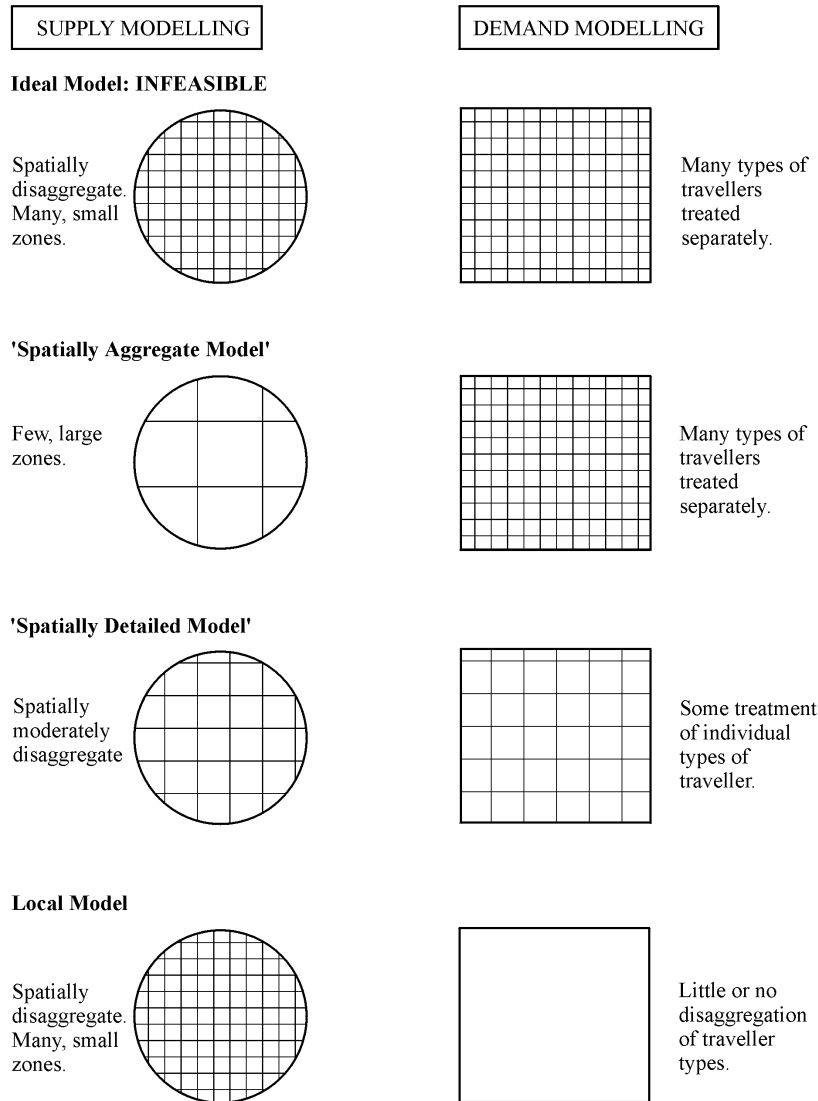 SUPPLY MODELLING
DEMAND MODELLING
Ideal Model: INFEASIBLE
Spatially
disaggregate.
Many, small
zones.
Many types of
travellers
treated
separately.
'Spatially Aggregate Model'
Few, large
zones.
Many types of
travellers
treated
separately.
'Spatially Detailed Model'
Spatially
moderately
disaggregate
Some treatment
of individual
types of
traveller.
Local Model
Spatially
disaggregate.
Many, small
zones.
Little or no
disaggregation
of traveller
types.